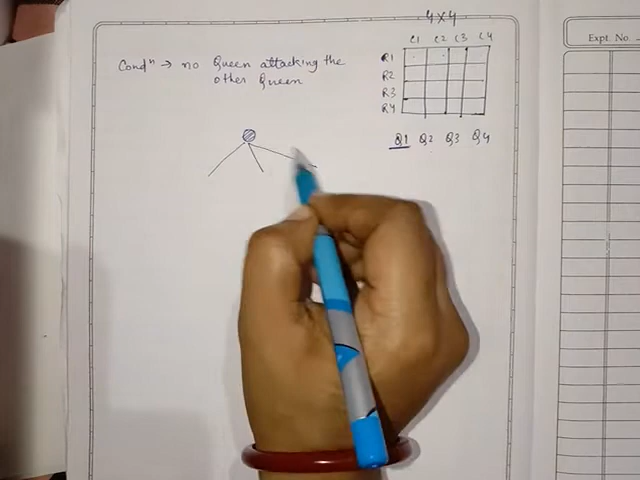 4x4
C1 C2 C3 C4
Condⁿ → no Queen attacking the
other Queen
R1
R2
R3
R4
Q1 Q2 Q3 Q4
Expt. No.